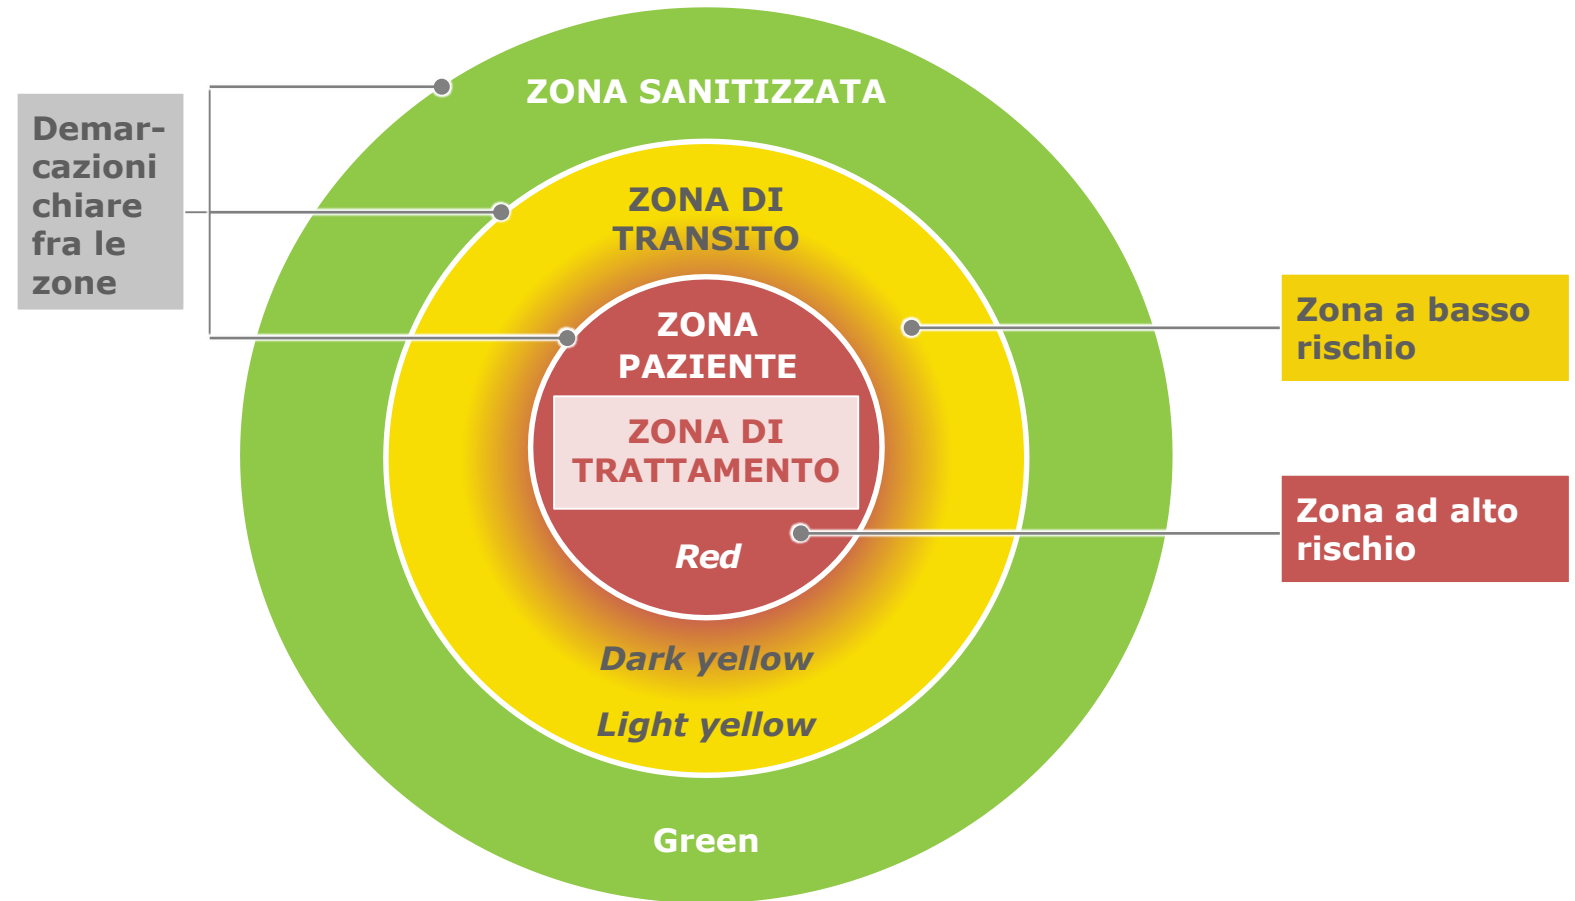 ZONA SANITIZZATA
Demar-
cazioni
chiare
fra le
zone
ZONA DI
TRANSITO
ZONA
PAZIENTE
ZONA DI
TRATTAMENTO
Red
Dark yellow
Light yellow
Green
Zona a basso
rischio
Zona ad alto
rischio